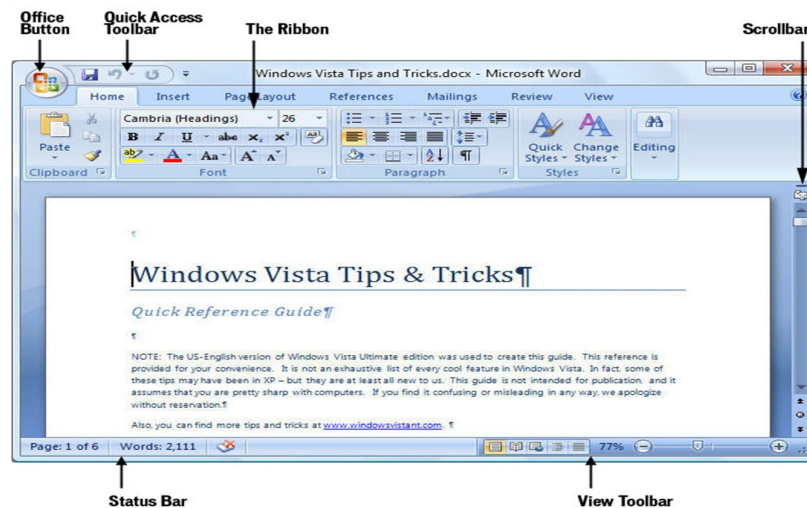 Office Button
Quick Access Toolbar
The Ribbon
Scrollbar
Windows Vista Tips and Tricks.docx - Microsoft Word
Home Insert Page Layout References Mailings Review View
Cambria (Headings) 26
B I U abc x₂ x² Aa
Paste
ab A Aa A A
Quick Styles
Change Styles
Editing
Clipboard Font Paragraph Styles
¶
Windows Vista Tips & Tricks¶
Quick Reference Guide¶
¶
NOTE: The US-English version of Windows Vista Ultimate edition was used to create this guide. This reference is
provided for your convenience. It is not an exhaustive list of every cool feature in Windows Vista. In fact, some of
these tips may have been in XP – but they are at least all new to us. This guide is not intended for publication, and it
assumes that you are pretty sharp with computers. If you find it confusing or misleading in any way, we apologize
without reservation.¶
Also, you can find more tips and tricks at www.windowsvistant.com. ¶
Page: 1 of 6 Words: 2,111 77%
Status Bar
View Toolbar